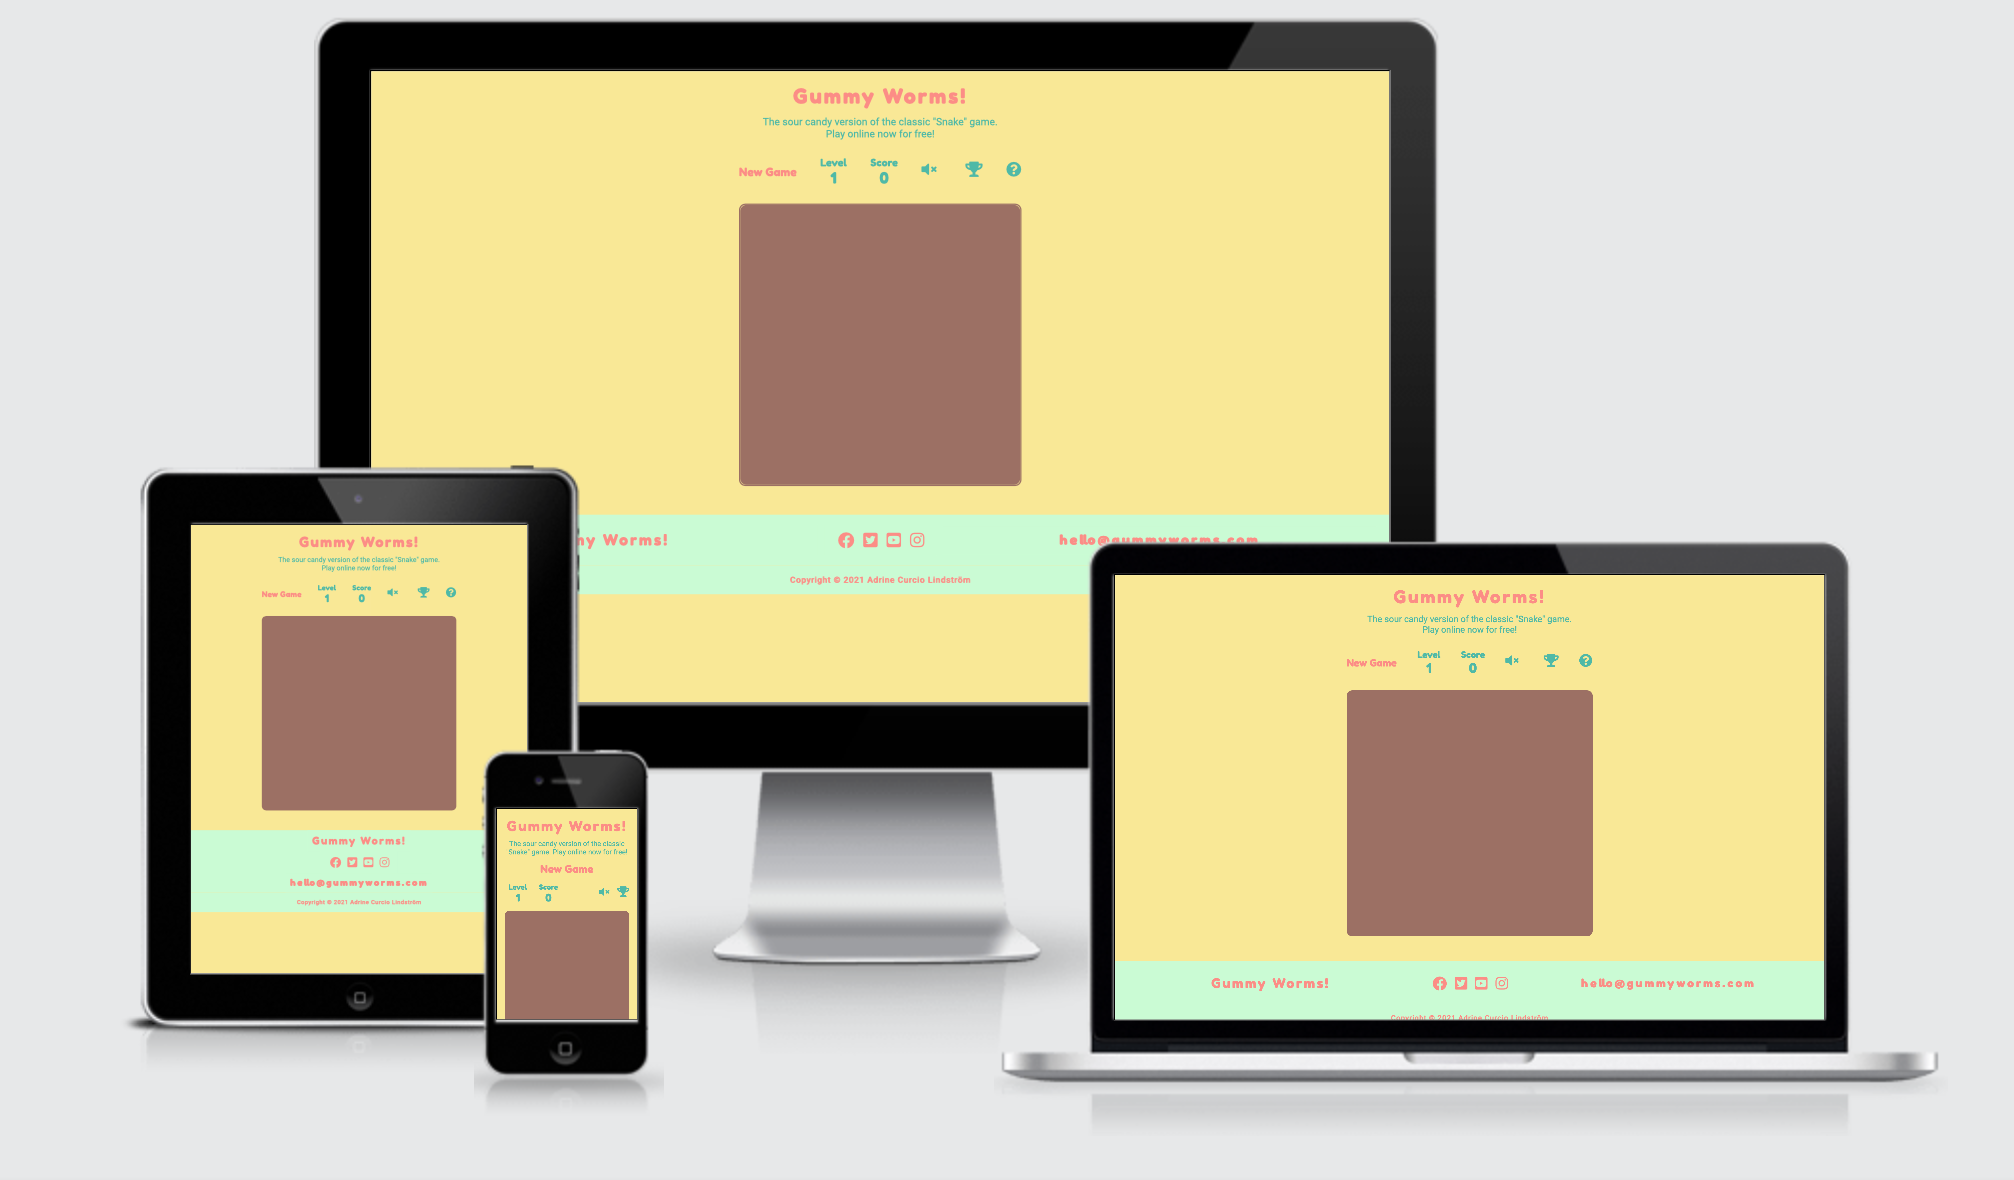 Gummy Worms!
The sour candy version of the classic "Snake" game.
Play online now for free!
New Game
Level
1
Score
0
my Worms!
hello@gummyworms.com
Copyright © 2021 Adrine Curcio Lindström
Gummy Worms!
The sour candy version of the classic "Snake" game.
Play online now for free!
New Game
Level
1
Score
0
?
Gummy Worms!
hello@gummyworms.com
Copyright © 2021 Adrine Curcio Lindström
Gummy Worms!
The sour candy version of the classic
"Snake" game. Play online now for free!
New Game
Level
1
Score
0
Gummy Worms!
The sour candy version of the classic "Snake" game.
Play online now for free!
New Game
Level
1
Score
0
?
Gummy Worms!
hello@gummyworms.com
Copyright © 2021 Adrine Curcio Lindström